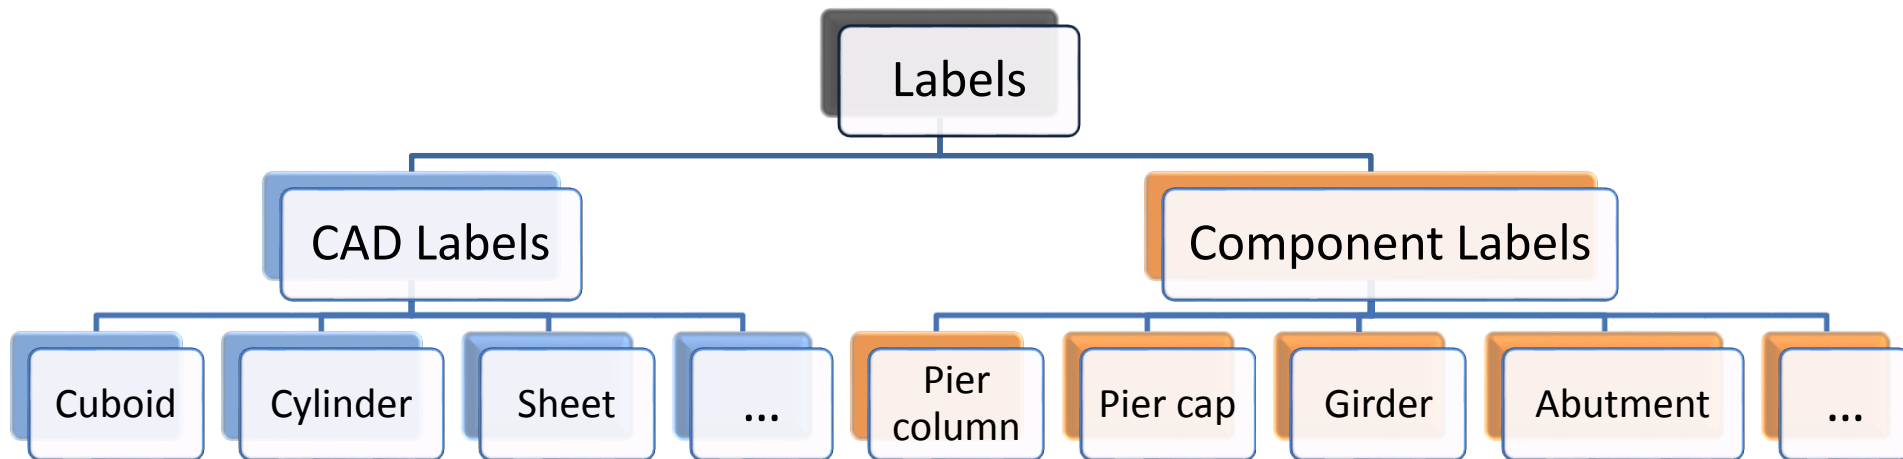 Labels
CAD Labels
Component Labels
Cuboid
Cylinder
Sheet
...
Pier
column
Pier cap
Girder
Abutment
...